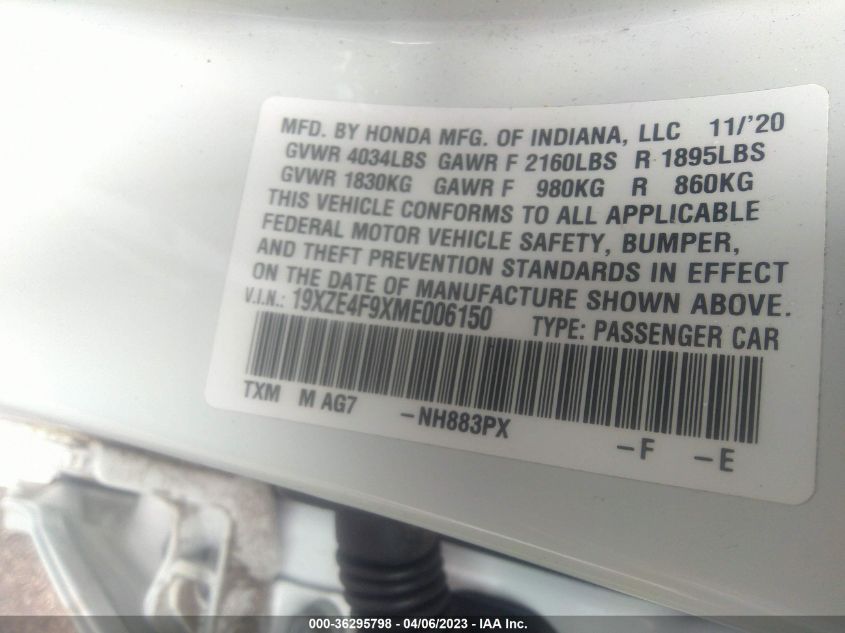 MFD. BY HONDA MFG. OF INDIANA, LLC 11/'20
GVWR 4034LBS GAWR F 2160LBS R 1895LBS
GVWR 1830KG GAWR F 980KG R 860KG
THIS VEHICLE CONFORMS TO ALL APPLICABLE
FEDERAL MOTOR VEHICLE SAFETY, BUMPER,
AND THEFT PREVENTION STANDARDS IN EFFECT
ON THE DATE OF MANUFACTURE SHOWN ABOVE.
V.I.N.: 19XZE4F9XME006150 TYPE: PASSENGER CAR
TXM M AG7 -NH883PX -F -E
000-36295798 - 04/06/2023 - IAA Inc.